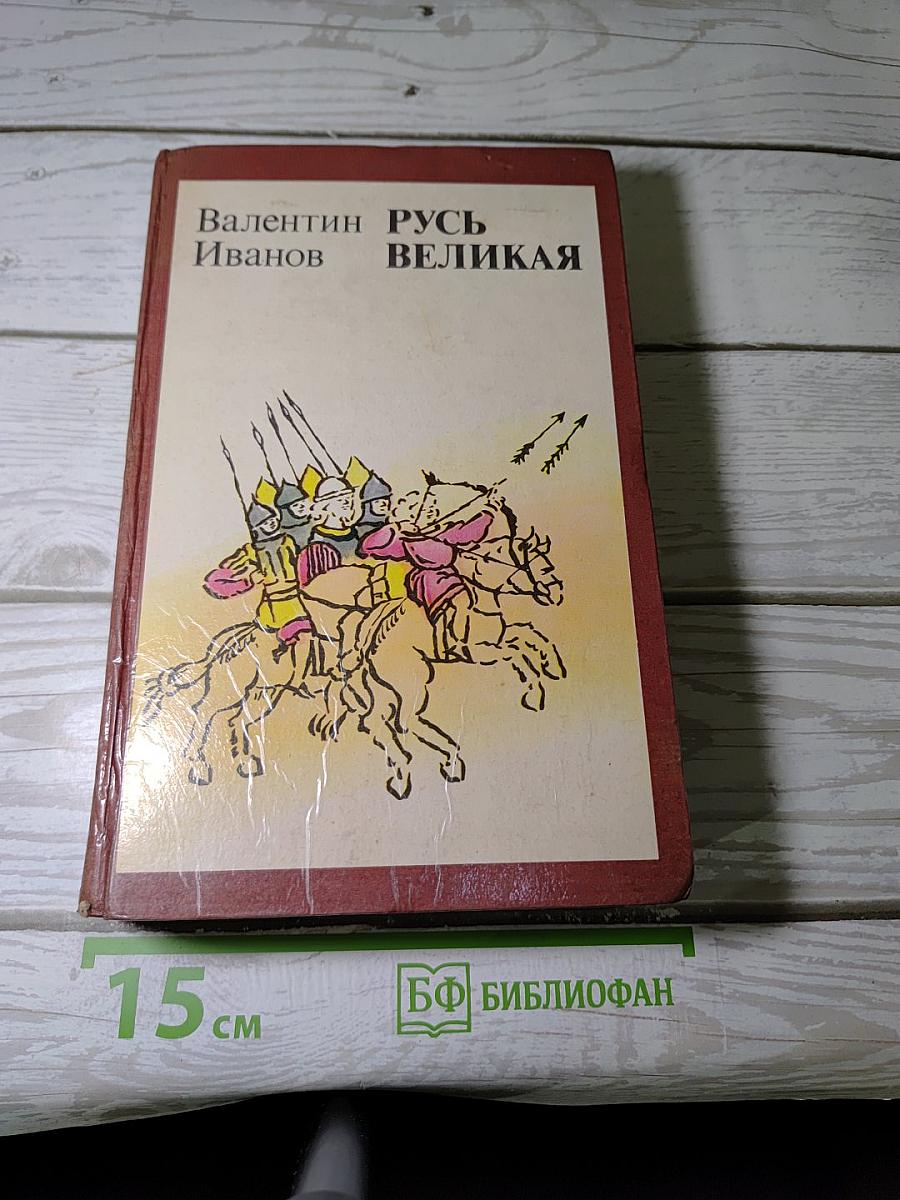 Валентин
Иванов
РУСЬ
ВЕЛИКАЯ
15 см
БФ
БИБЛИОФАН